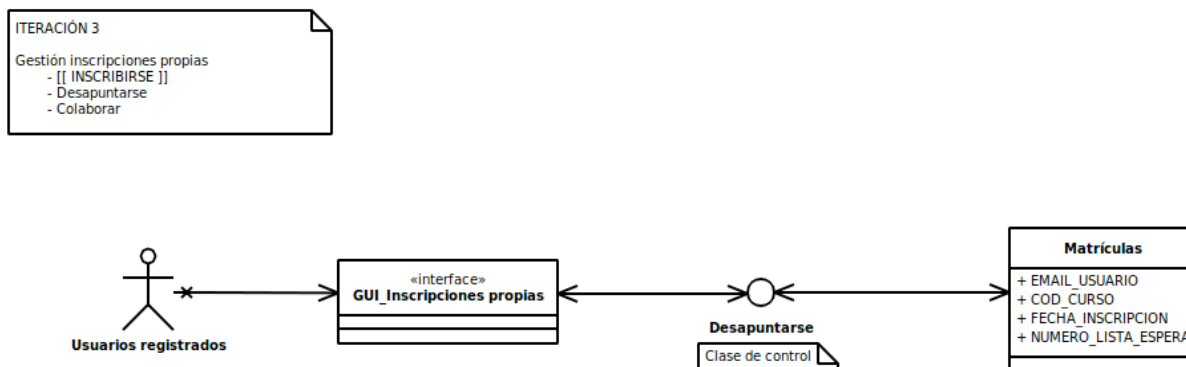 ITERACIÓN 3
Gestión inscripciones propias
- [[ INSCRIBIRSE ]]
- Desapuntarse
- Colaborar
Usuarios registrados
«interface»
GUI_Inscripciones propias
Desapuntarse
Clase de control
Matrículas
+ EMAIL_USUARIO
+ COD_CURSO
+ FECHA_INSCRIPCION
+ NUMERO_LISTA_ESPERA